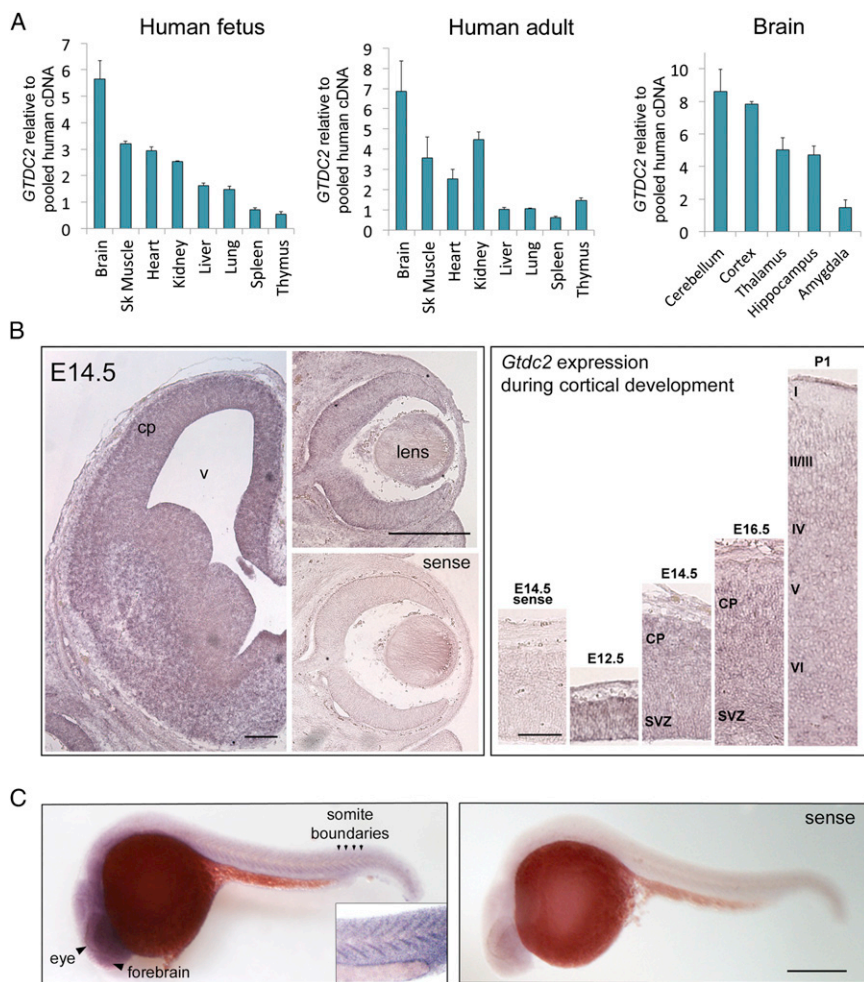 A
Human fetus
GTDC2 relative to
pooled human cDNA
7
6
5
4
3
2
1
0
Brain
Sk Muscle
Heart
Kidney
Liver
Lung
Spleen
Thymus
Human adult
GTDC2 relative to
pooled human cDNA
9
8
7
6
5
4
3
2
1
0
Brain
Sk Muscle
Heart
Kidney
Liver
Lung
Spleen
Thymus
Brain
GTDC2 relative to
pooled human cDNA
10
8
6
4
2
0
Cerebellum
Cortex
Thalamus
Hippocampus
Amygdala
B
E14.5
cp
v
lens
sense
Gtdc2 expression
during cortical development
E14.5
sense
E12.5
E14.5
CP
SVZ
E16.5
CP
SVZ
P1
I
II/III
IV
V
VI
C
somite
boundaries
eye
forebrain
sense